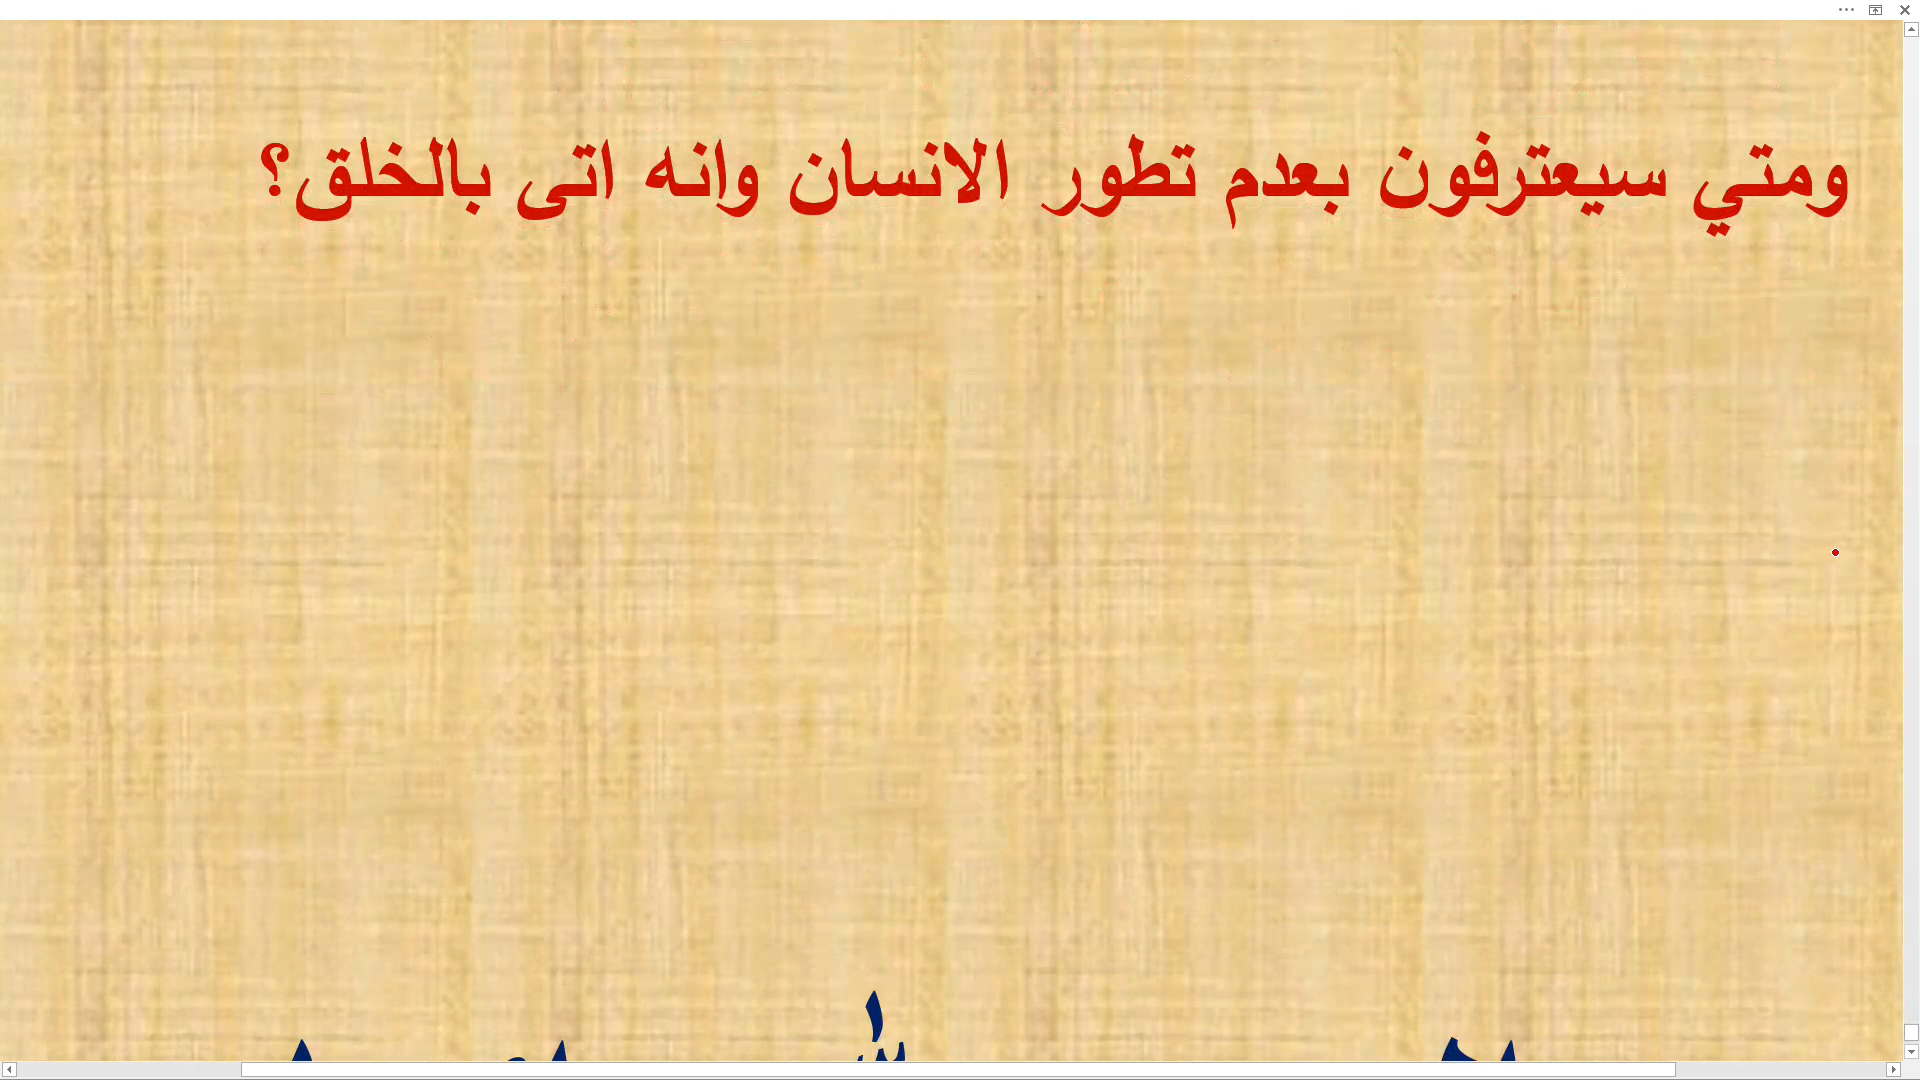 ومتي سيعترفون بعدم تطور الانسان وانه اتى بالخلق؟